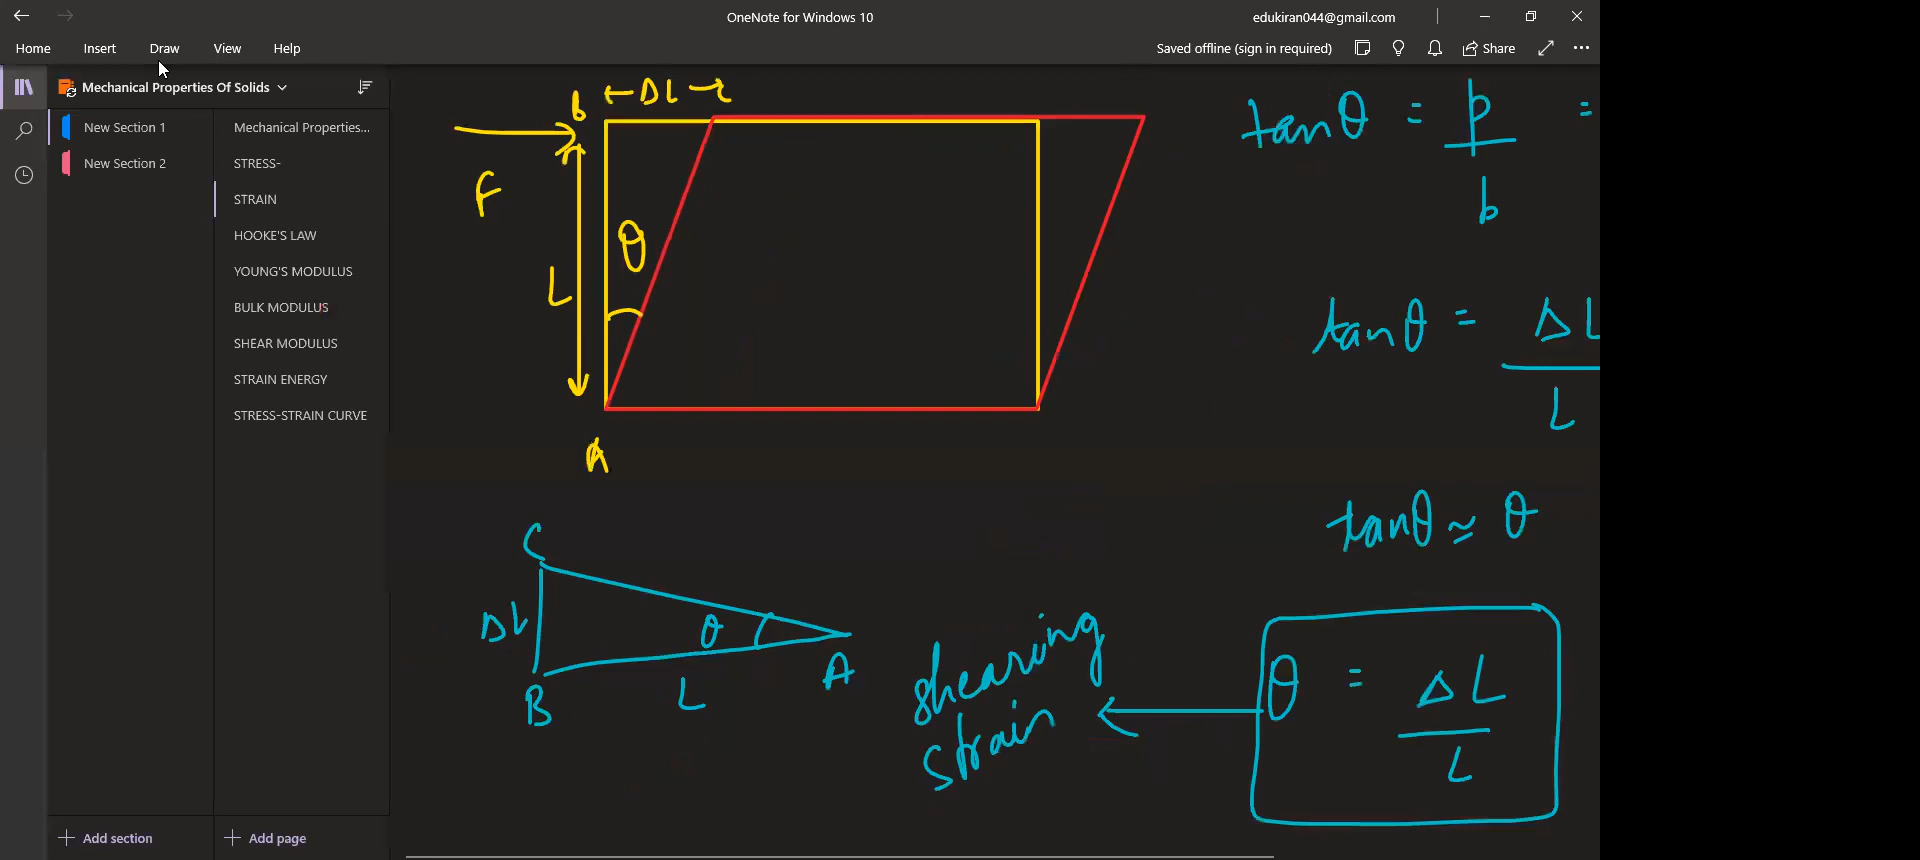 OneNote for Windows 10
edukiran044@gmail.com
Home Insert Draw View Help
Saved offline (sign in required)
Share
Mechanical Properties Of Solids
New Section 1
New Section 2
Mechanical Properties...
STRESS-
STRAIN
HOOKE'S LAW
YOUNG'S MODULUS
BULK MODULUS
SHEAR MODULUS
STRAIN ENERGY
STRESS-STRAIN CURVE
Add section
Add page
b
ΔL
F
L
θ
A
tanθ = p/b =
tanθ = ΔL/L
tanθ ≃ θ
C
ΔL
θ
B
L
A
shearing
strain
θ = ΔL/L